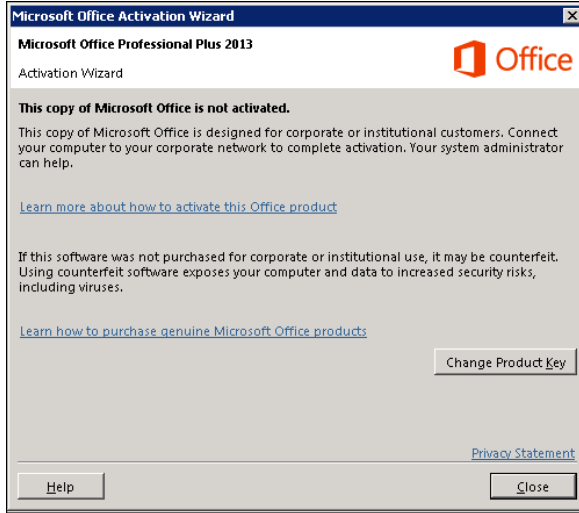 Microsoft Office Activation Wizard
Microsoft Office Professional Plus 2013
Office
Activation Wizard
This copy of Microsoft Office is not activated.
This copy of Microsoft Office is designed for corporate or institutional customers. Connect
your computer to your corporate network to complete activation. Your system administrator
can help.
Learn more about how to activate this Office product
If this software was not purchased for corporate or institutional use, it may be counterfeit.
Using counterfeit software exposes your computer and data to increased security risks,
including viruses.
Learn how to purchase genuine Microsoft Office products
Change Product Key
Privacy Statement
Help
Close